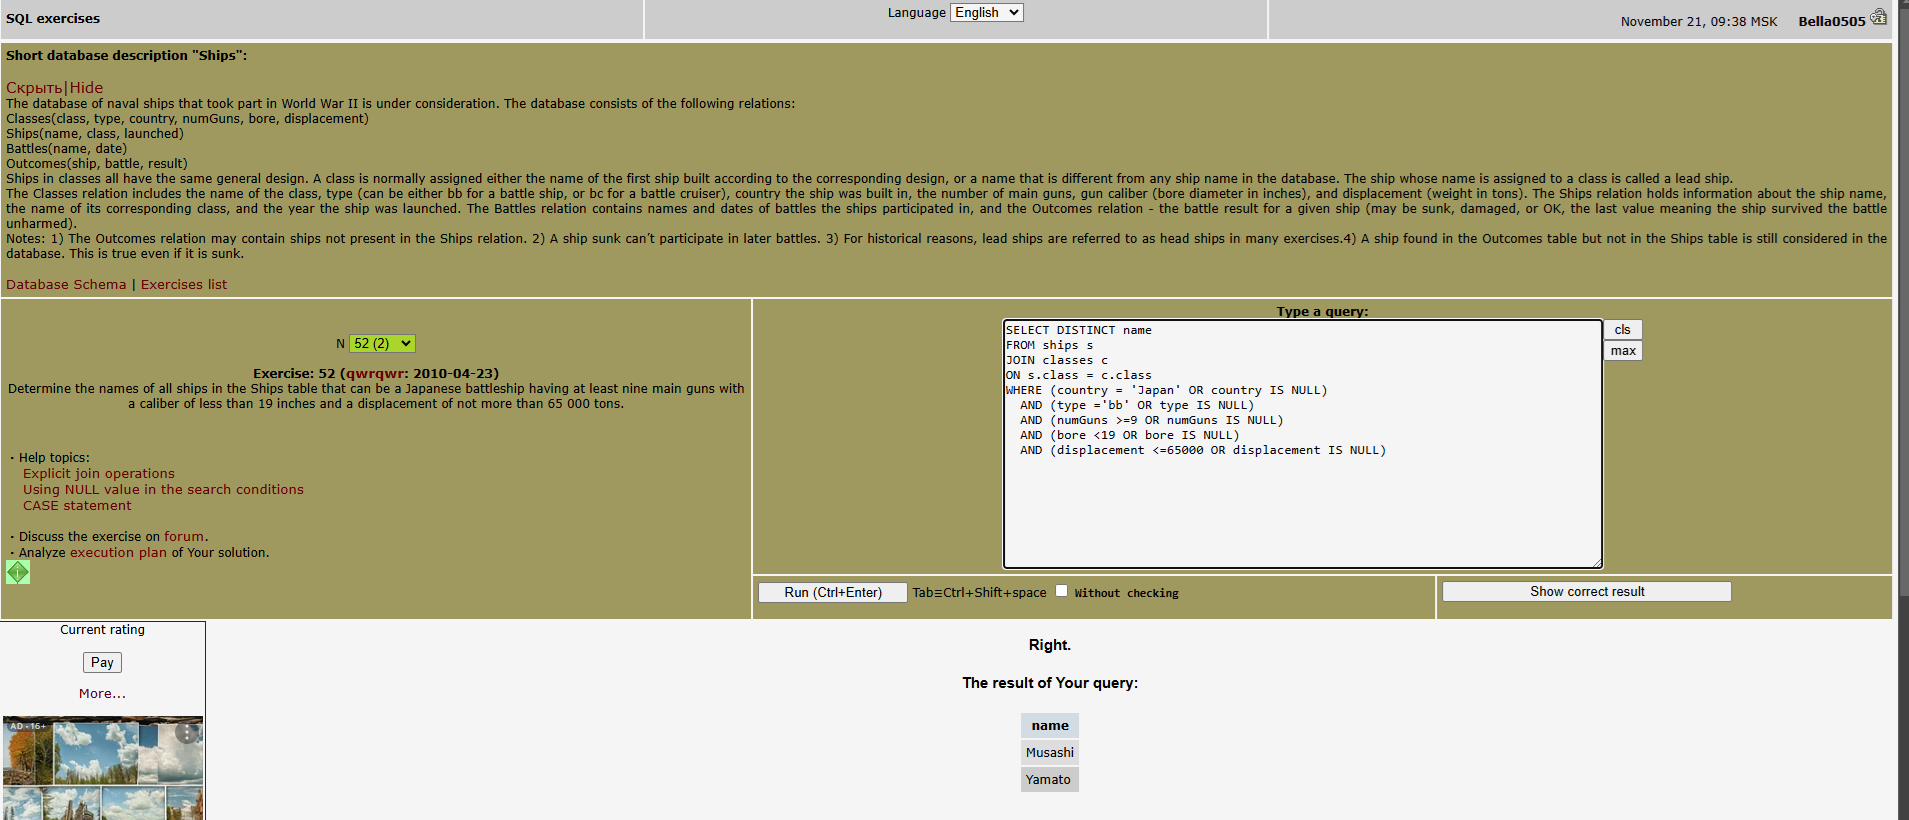 SQL exercises
Language English
November 21, 09:38 MSK Bella0505
Short database description "Ships":
Скрыть|Hide
The database of naval ships that took part in World War II is under consideration. The database consists of the following relations:
Classes(class, type, country, numGuns, bore, displacement)
Ships(name, class, launched)
Battles(name, date)
Outcomes(ship, battle, result)
Ships in classes all have the same general design. A class is normally assigned either the name of the first ship built according to the corresponding design, or a name that is different from any ship name in the database. The ship whose name is assigned to a class is called a lead ship.
The Classes relation includes the name of the class, type (can be either bb for a battle ship, or bc for a battle cruiser), country the ship was built in, the number of main guns, gun caliber (bore diameter in inches), and displacement (weight in tons). The Ships relation holds information about the ship name,
the name of its corresponding class, and the year the ship was launched. The Battles relation contains names and dates of battles the ships participated in, and the Outcomes relation - the battle result for a given ship (may be sunk, damaged, or OK, the last value meaning the ship survived the battle
unharmed).
Notes: 1) The Outcomes relation may contain ships not present in the Ships relation. 2) A ship sunk can't participate in later battles. 3) For historical reasons, lead ships are referred to as head ships in many exercises.4) A ship found in the Outcomes table but not in the Ships table is still considered in the
database. This is true even if it is sunk.
Database Schema | Exercises list
N 52 (2)
Exercise: 52 (qwrqwr: 2010-04-23)
Determine the names of all ships in the Ships table that can be a Japanese battleship having at least nine main guns with
a caliber of less than 19 inches and a displacement of not more than 65 000 tons.
· Help topics:
Explicit join operations
Using NULL value in the search conditions
CASE statement
· Discuss the exercise on forum.
· Analyze execution plan of Your solution.
Type a query:
SELECT DISTINCT name
FROM ships s
JOIN classes c
ON s.class = c.class
WHERE (country = 'Japan' OR country IS NULL)
AND (type ='bb' OR type IS NULL)
AND (numGuns >=9 OR numGuns IS NULL)
AND (bore <19 OR bore IS NULL)
AND (displacement <=65000 OR displacement IS NULL)
cls
max
Run (Ctrl+Enter) Tab≡Ctrl+Shift+space Without checking
Show correct result
Current rating
Pay
More...
AD · 16+
Right.
The result of Your query:
name
Musashi
Yamato